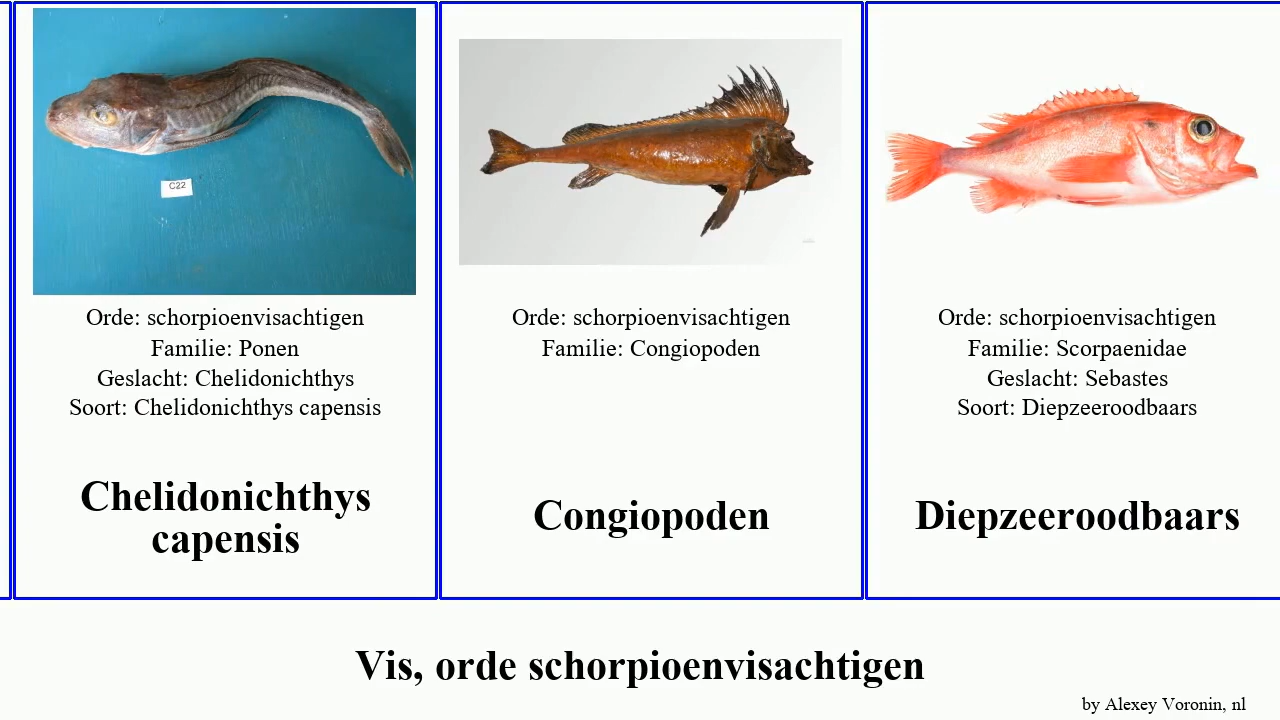 C22
Orde: schorpioenvisachtigen
Familie: Ponen
Geslacht: Chelidonichthys
Soort: Chelidonichthys capensis
Chelidonichthys
capensis
Orde: schorpioenvisachtigen
Familie: Congiopoden
Congiopoden
Orde: schorpioenvisachtigen
Familie: Scorpaenidae
Geslacht: Sebastes
Soort: Diepzeeroodbaars
Diepzeeroodbaars
Vis, orde schorpioenvisachtigen
by Alexey Voronin, nl